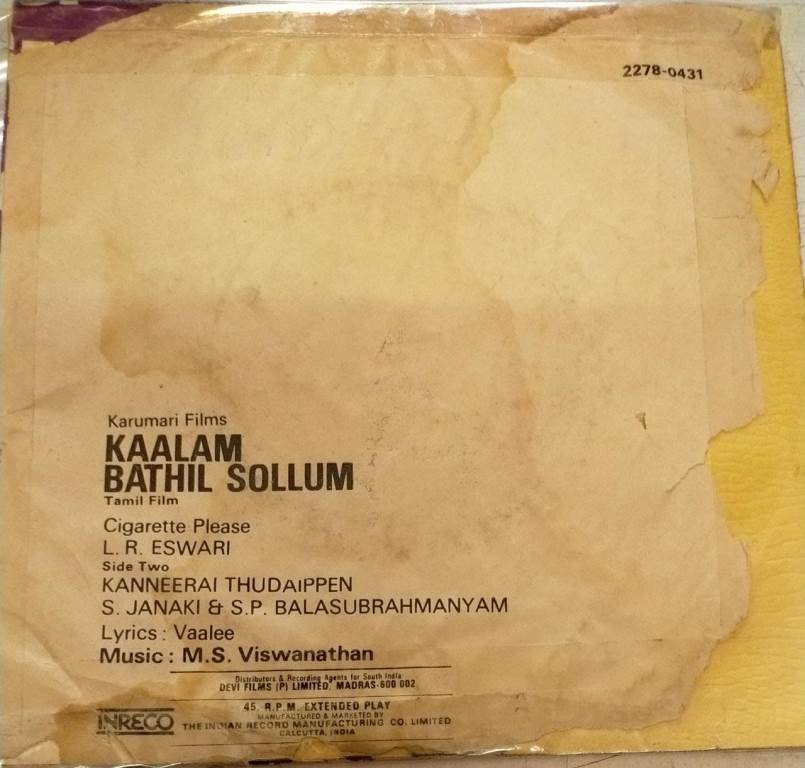 2278-0431
Karumari Films
KAALAM
BATHIL SOLLUM
Tamil Film
Cigarette Please
L. R. ESWARI
Side Two
KANNEERAI THUDAIPPEN
S. JANAKI & S.P. BALASUBRAHMANYAM
Lyrics : Vaalee
Music : M.S. Viswanathan
Distributors & Recording Agents for South India
DEVI FILMS (P) LIMITED. MADRAS-600 002
45. R.P.M. EXTENDED PLAY
MANUFACTURED & MARKETED BY
INRECO THE INDIAN RECORD MANUFACTURING CO. LIMITED
CALCUTTA, INDIA